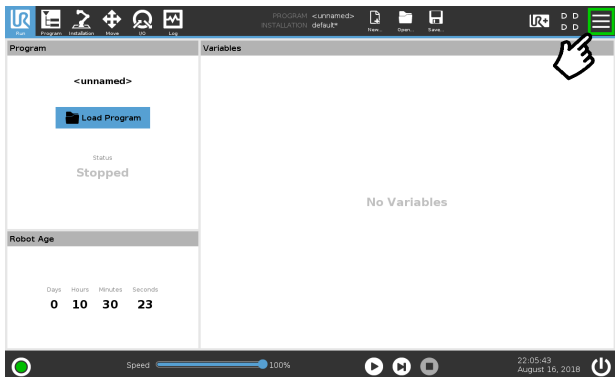 UR
Run
Program
Installation
Move
I/O
Log
PROGRAM <unnamed>
INSTALLATION default*
New...
Open...
Save...
UR+
D D
D D
Program
<unnamed>
Load Program
Status
Stopped
Variables
No Variables
Robot Age
Days Hours Minutes Seconds
0 10 30 23
Speed 100%
22:05:43
August 16, 2018